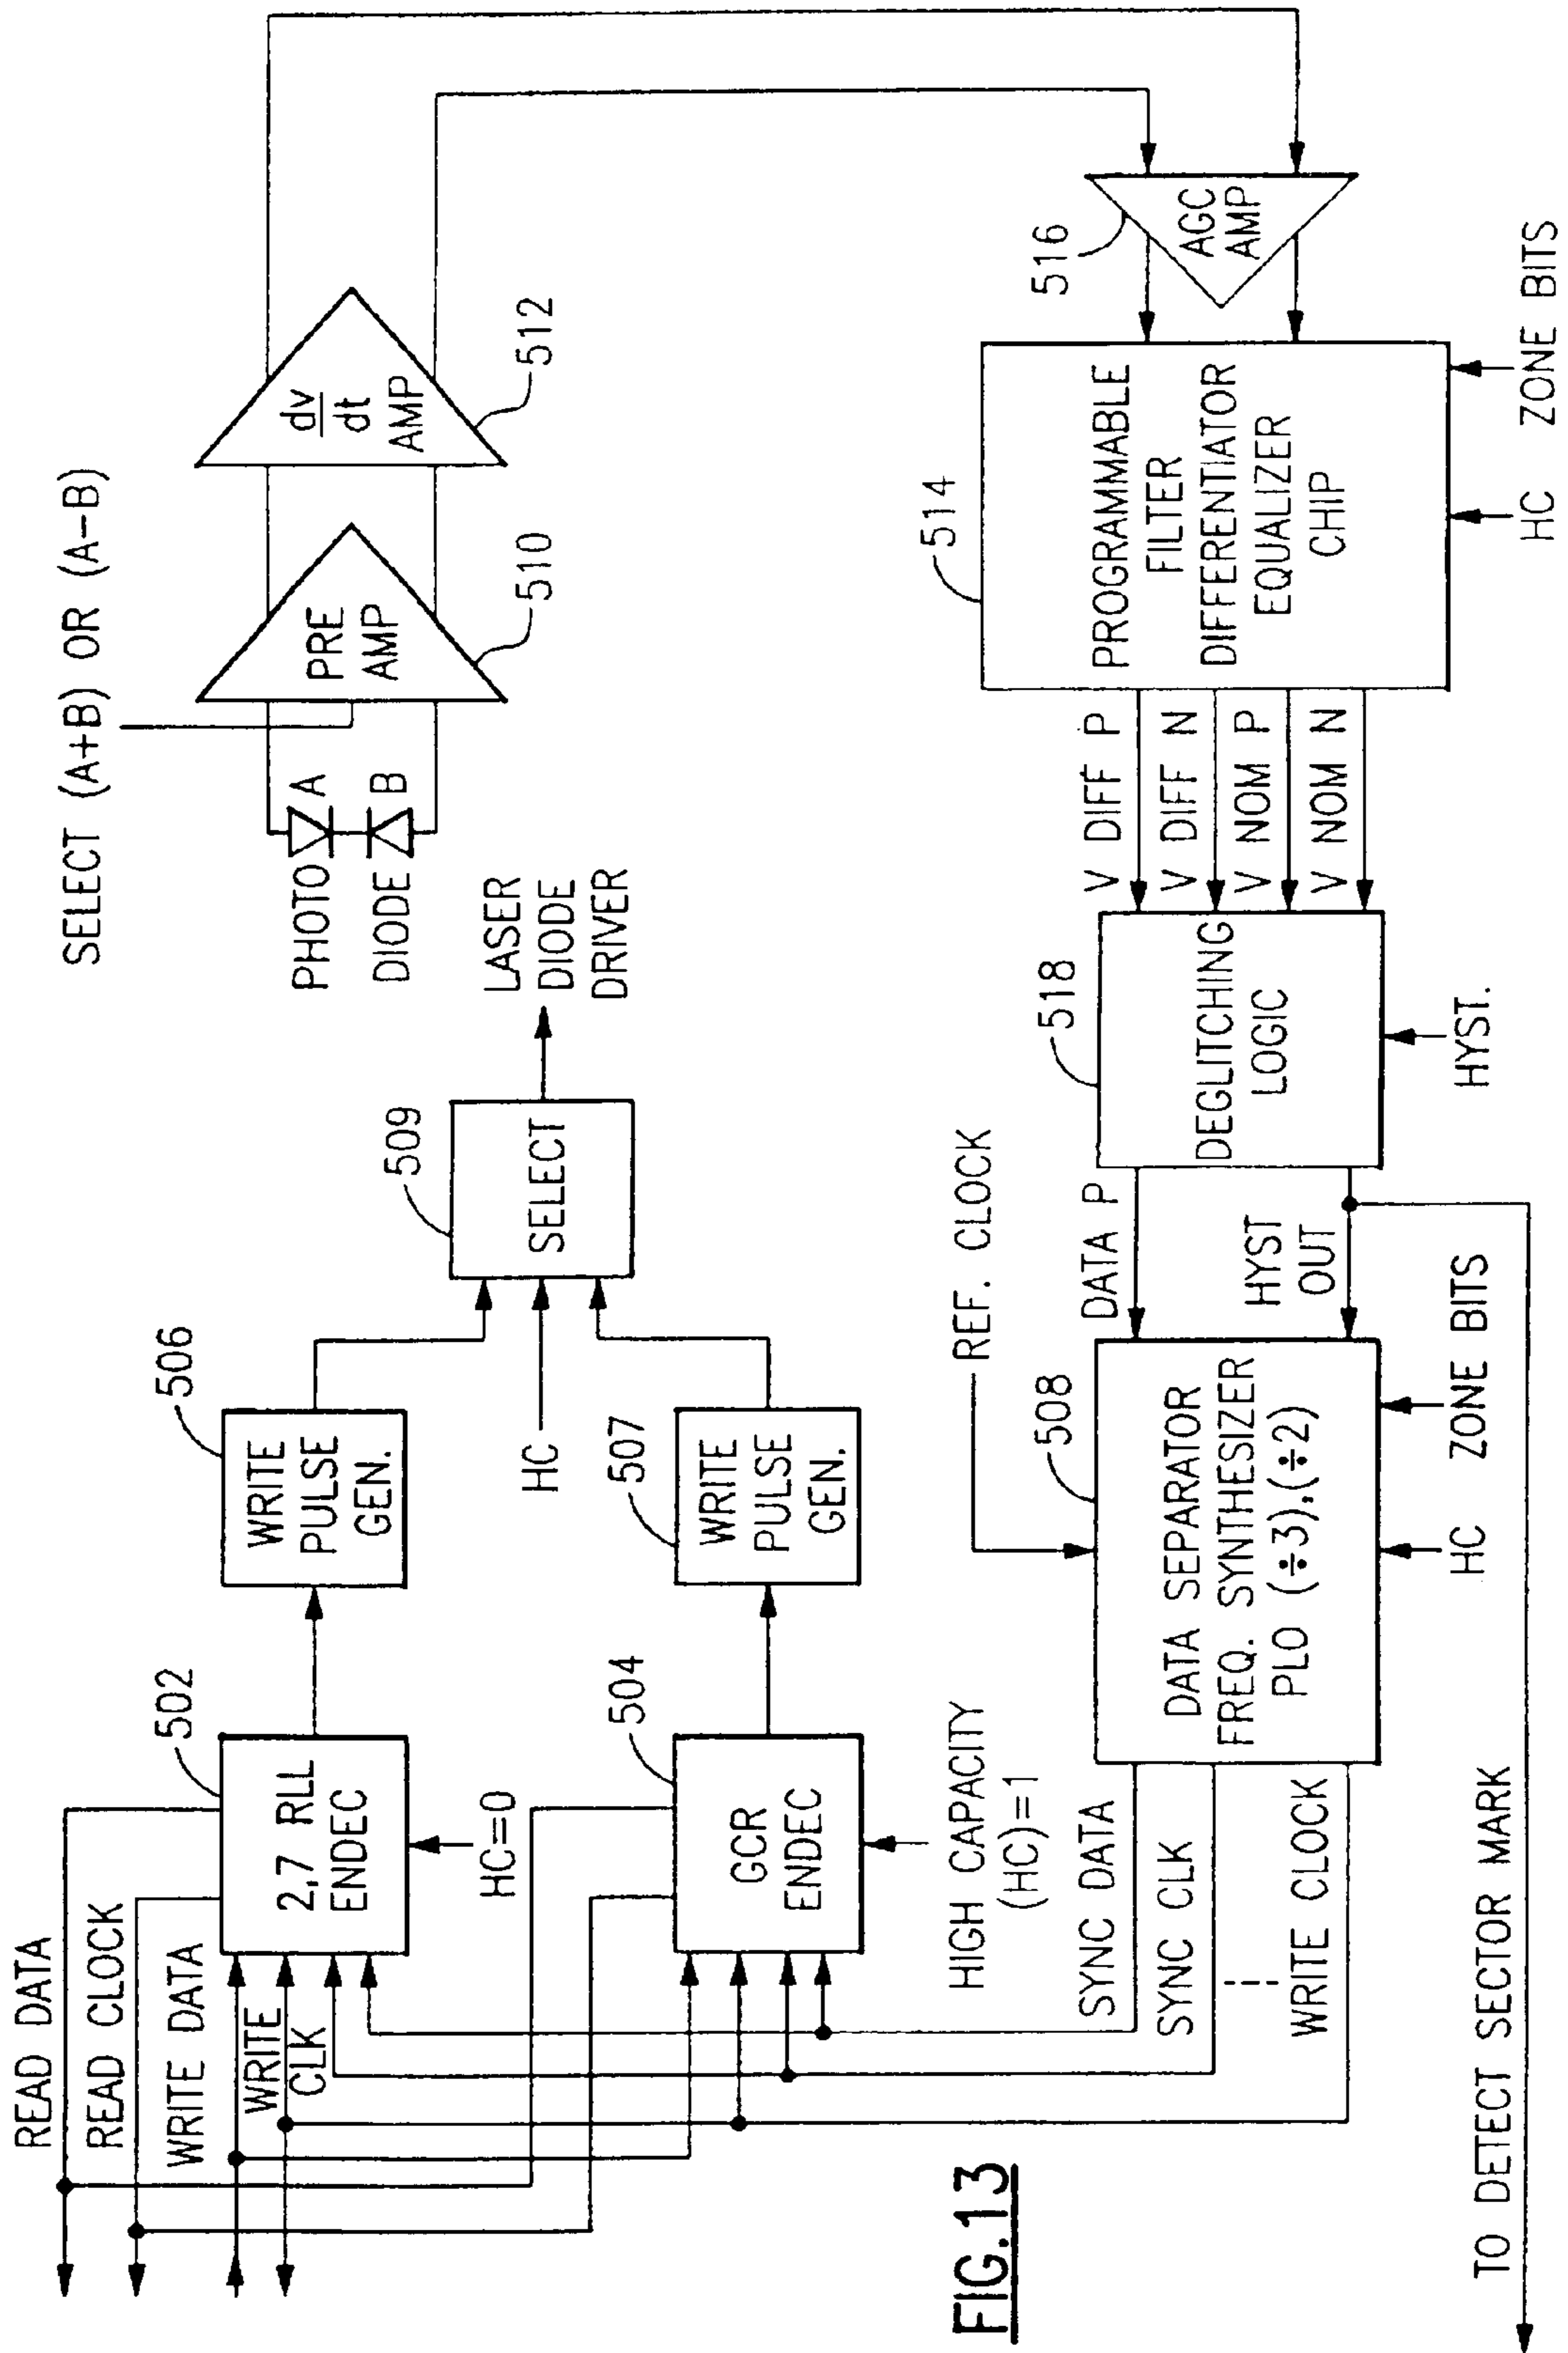 SELECT (A+B) OR (A−B)
PHOTO A
DIODE B
PRE
AMP
510
dv
dt
AMP
512
READ DATA
READ CLOCK
WRITE DATA
WRITE
CLK
502
2,7 RLL
ENDEC
HC=0
506
WRITE
PULSE
GEN.
509
SELECT
HC
LASER
DIODE
DRIVER
504
GCR
ENDEC
HIGH CAPACITY
(HC)=1
507
WRITE
PULSE
GEN.
516
AGC
AMP
514
PROGRAMMABLE
FILTER
DIFFERENTIATOR
EQUALIZER
CHIP
HC ZONE BITS
V DIFF P
V DIFF N
V NOM P
V NOM N
518
DEGLITCHING
LOGIC
HYST.
REF. CLOCK
DATA P
HYST
OUT
508
DATA SEPARATOR
FREQ. SYNTHESIZER
PLO (÷3),(÷2)
HC ZONE BITS
SYNC DATA
SYNC CLK
WRITE CLOCK
TO DETECT SECTOR MARK
FIG.13